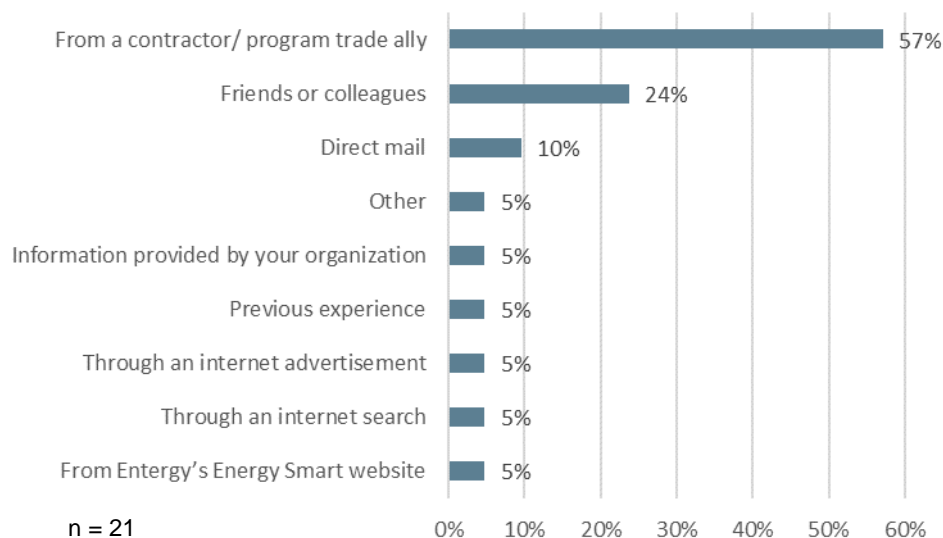 From a contractor/ program trade ally 57%
Friends or colleagues 24%
Direct mail 10%
Other 5%
Information provided by your organization 5%
Previous experience 5%
Through an internet advertisement 5%
Through an internet search 5%
From Entergy’s Energy Smart website 5%
n = 21 0% 10% 20% 30% 40% 50% 60%